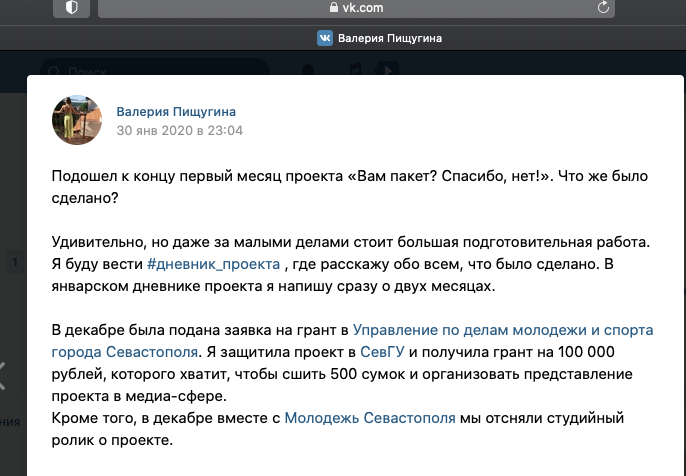 vk.com
Валерия Пищугина
Поиск
Валерия Пищугина
30 янв 2020 в 23:04
Подошел к концу первый месяц проекта «Вам пакет? Спасибо, нет!». Что же было
сделано?
Удивительно, но даже за малыми делами стоит большая подготовительная работа.
Я буду вести #дневник_проекта , где расскажу обо всем, что было сделано. В
январском дневнике проекта я напишу сразу о двух месяцах.
1
В декабре была подана заявка на грант в Управление по делам молодежи и спорта
города Севастополя. Я защитила проект в СевГУ и получила грант на 100 000
рублей, которого хватит, чтобы сшить 500 сумок и организовать представление
проекта в медиа-сфере.
Кроме того, в декабре вместе с Молодежь Севастополя мы отсняли студийный
ролик о проекте.